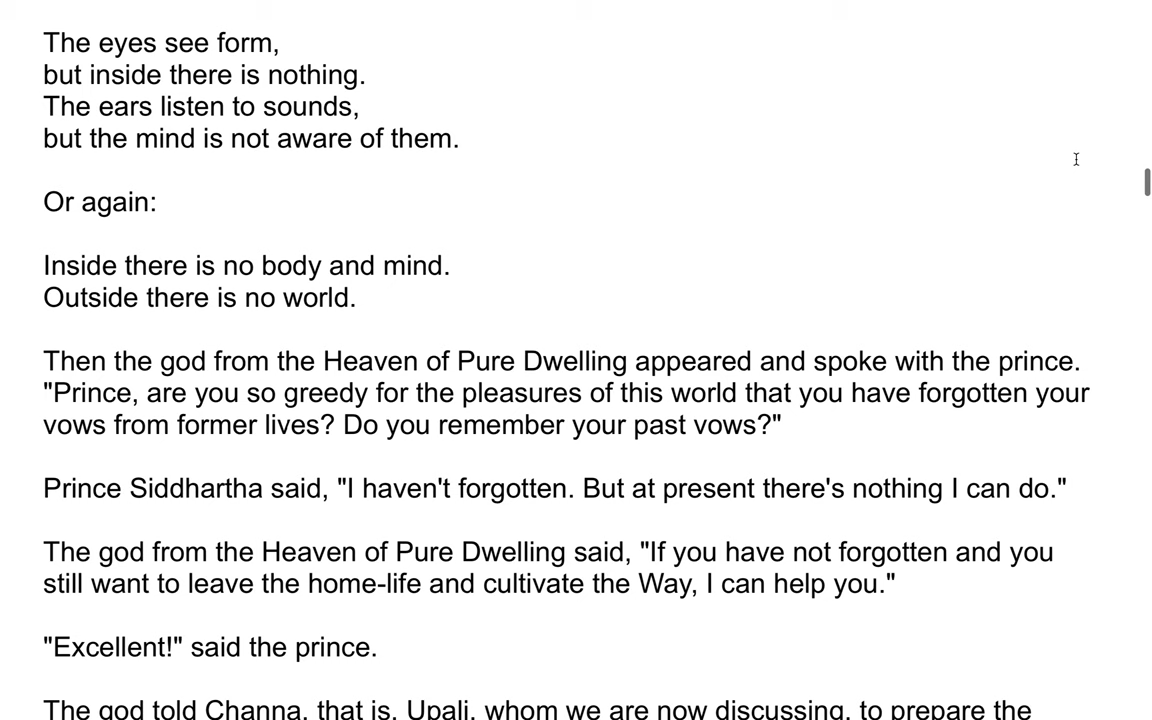 The eyes see form,
but inside there is nothing.
The ears listen to sounds,
but the mind is not aware of them.
Or again:
Inside there is no body and mind.
Outside there is no world.
Then the god from the Heaven of Pure Dwelling appeared and spoke with the prince.
"Prince, are you so greedy for the pleasures of this world that you have forgotten your
vows from former lives? Do you remember your past vows?"
Prince Siddhartha said, "I haven't forgotten. But at present there's nothing I can do."
The god from the Heaven of Pure Dwelling said, "If you have not forgotten and you
still want to leave the home-life and cultivate the Way, I can help you."
"Excellent!" said the prince.
The god told Channa, that is, Upali, whom we are now discussing, to prepare the